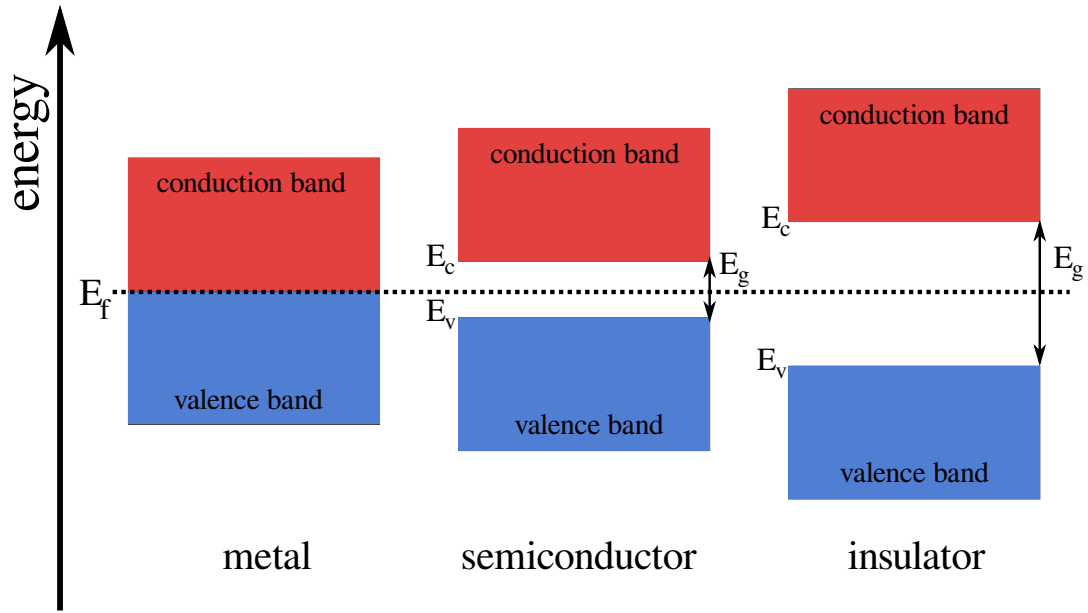 energy
conduction band
conduction band
conduction band
E_c
E_c
E_g
E_g
E_f
E_v
E_v
valence band
valence band
valence band
metal
semiconductor
insulator